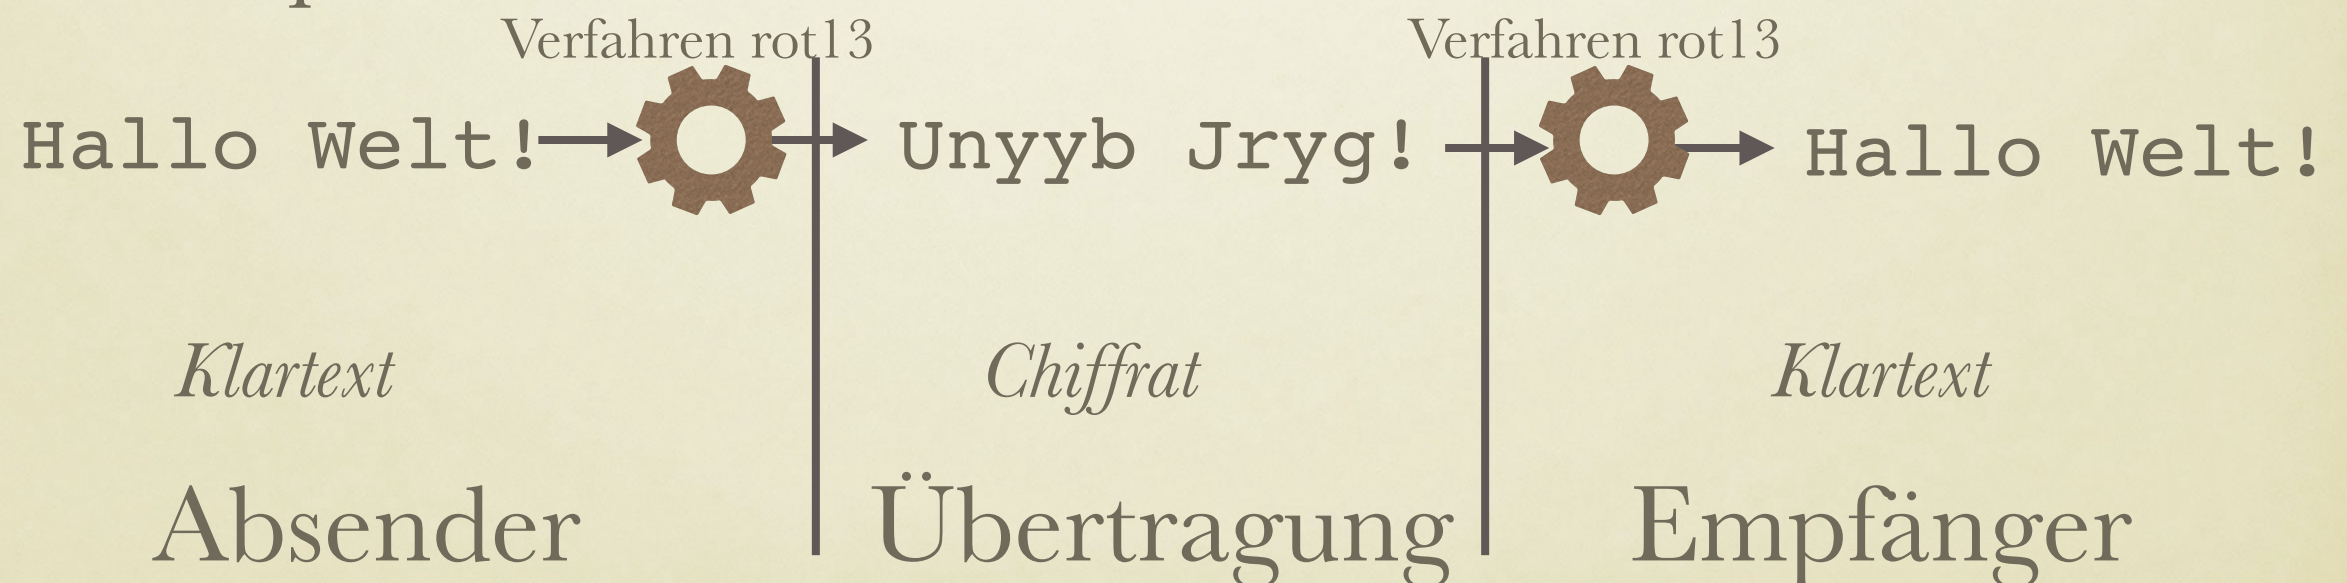 Verfahren rot13 Verfahren rot13
Hallo Welt! Unyyb Jryg! Hallo Welt!
Klartext Chiffrat Klartext
Absender Übertragung Empfänger